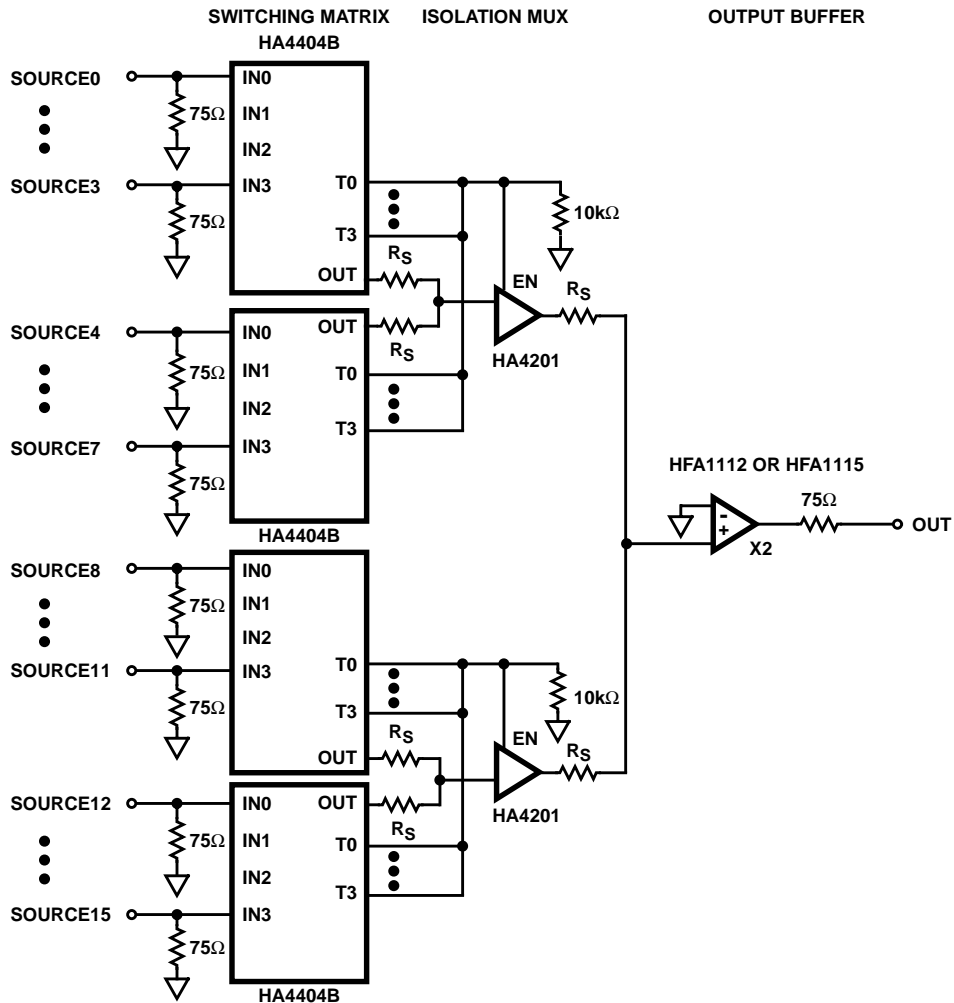 SWITCHING MATRIX
ISOLATION MUX
OUTPUT BUFFER
HA4404B
SOURCE0
75Ω
IN0
IN1
IN2
SOURCE3
75Ω
IN3
T0
10kΩ
T3
RS
OUT
EN
RS
SOURCE4
75Ω
IN0
OUT
RS
HA4201
IN1
T0
IN2
T3
SOURCE7
75Ω
IN3
HFA1112 OR HFA1115
75Ω
-
+
X2
OUT
HA4404B
SOURCE8
75Ω
IN0
IN1
IN2
SOURCE11
75Ω
IN3
T0
10kΩ
T3
RS
EN
RS
OUT
SOURCE12
75Ω
IN0
OUT
RS
HA4201
IN1
T0
IN2
T3
SOURCE15
75Ω
IN3
HA4404B